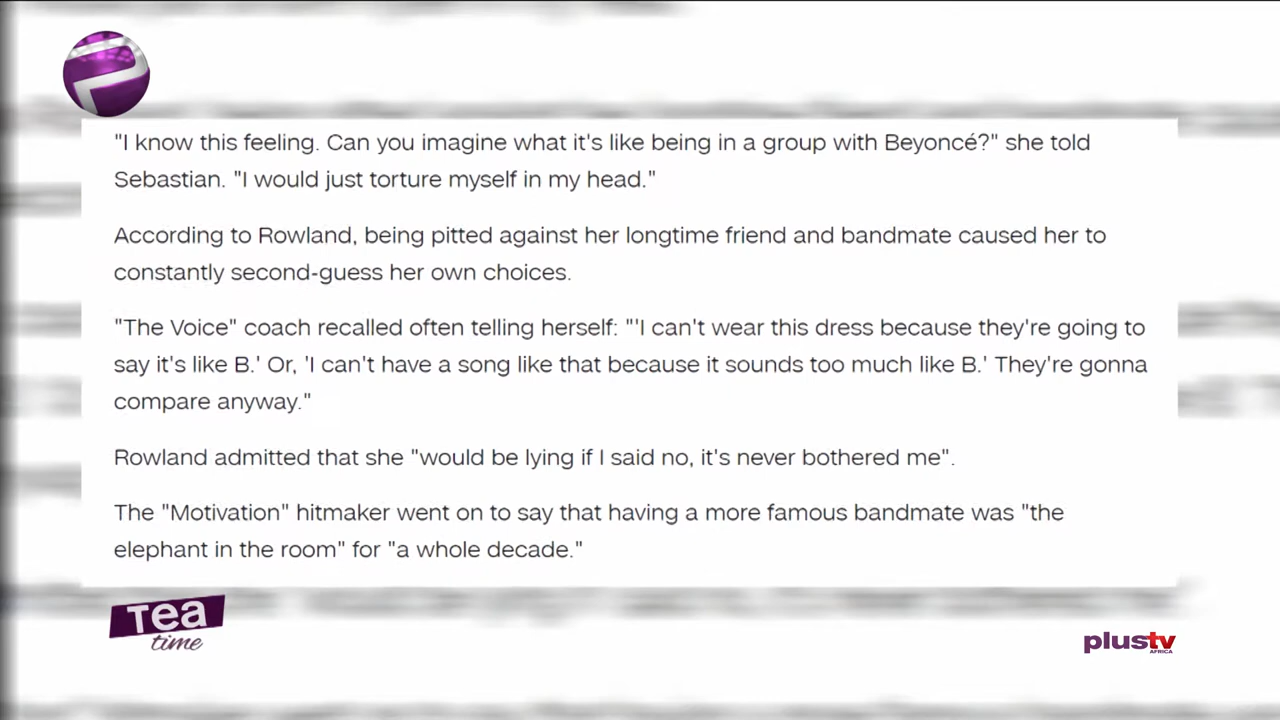 "I know this feeling. Can you imagine what it's like being in a group with Beyoncé?" she told
Sebastian. "I would just torture myself in my head."
According to Rowland, being pitted against her longtime friend and bandmate caused her to
constantly second-guess her own choices.
"The Voice" coach recalled often telling herself: "'I can't wear this dress because they're going to
say it's like B.' Or, 'I can't have a song like that because it sounds too much like B.' They're gonna
compare anyway."
Rowland admitted that she "would be lying if I said no, it's never bothered me".
The "Motivation" hitmaker went on to say that having a more famous bandmate was "the
elephant in the room" for "a whole decade."
Tea
time
plustv
AFRICA